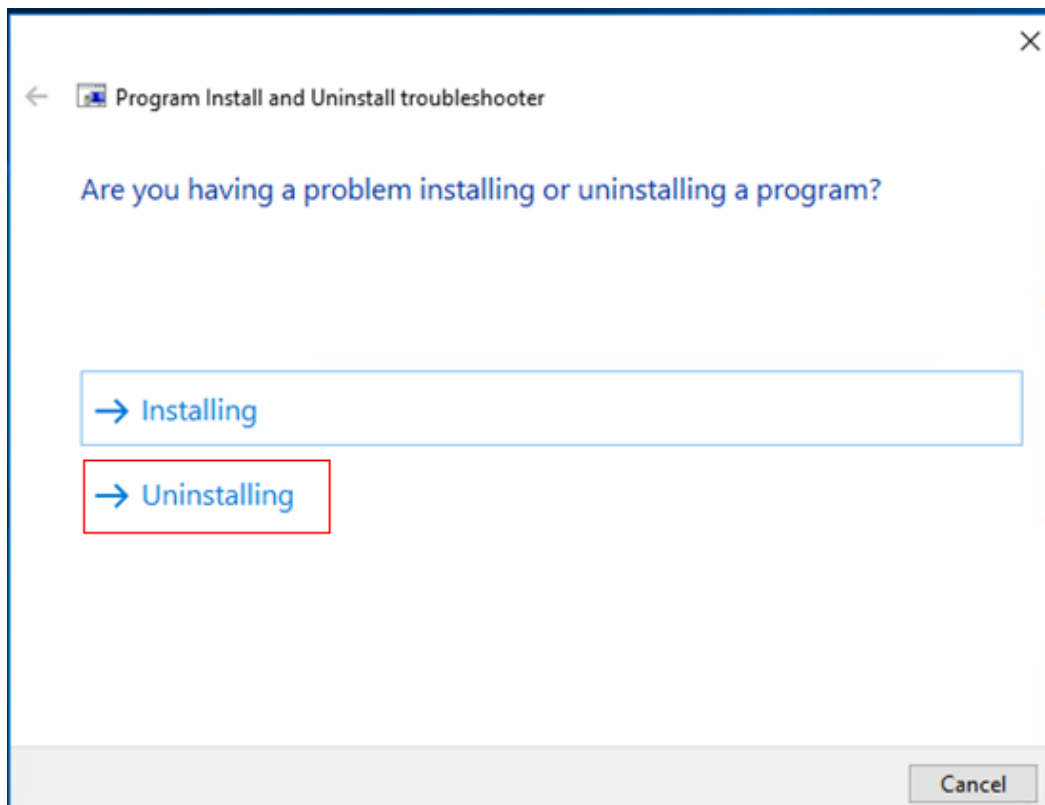 Program Install and Uninstall troubleshooter
Are you having a problem installing or uninstalling a program?
Installing
Uninstalling
Cancel